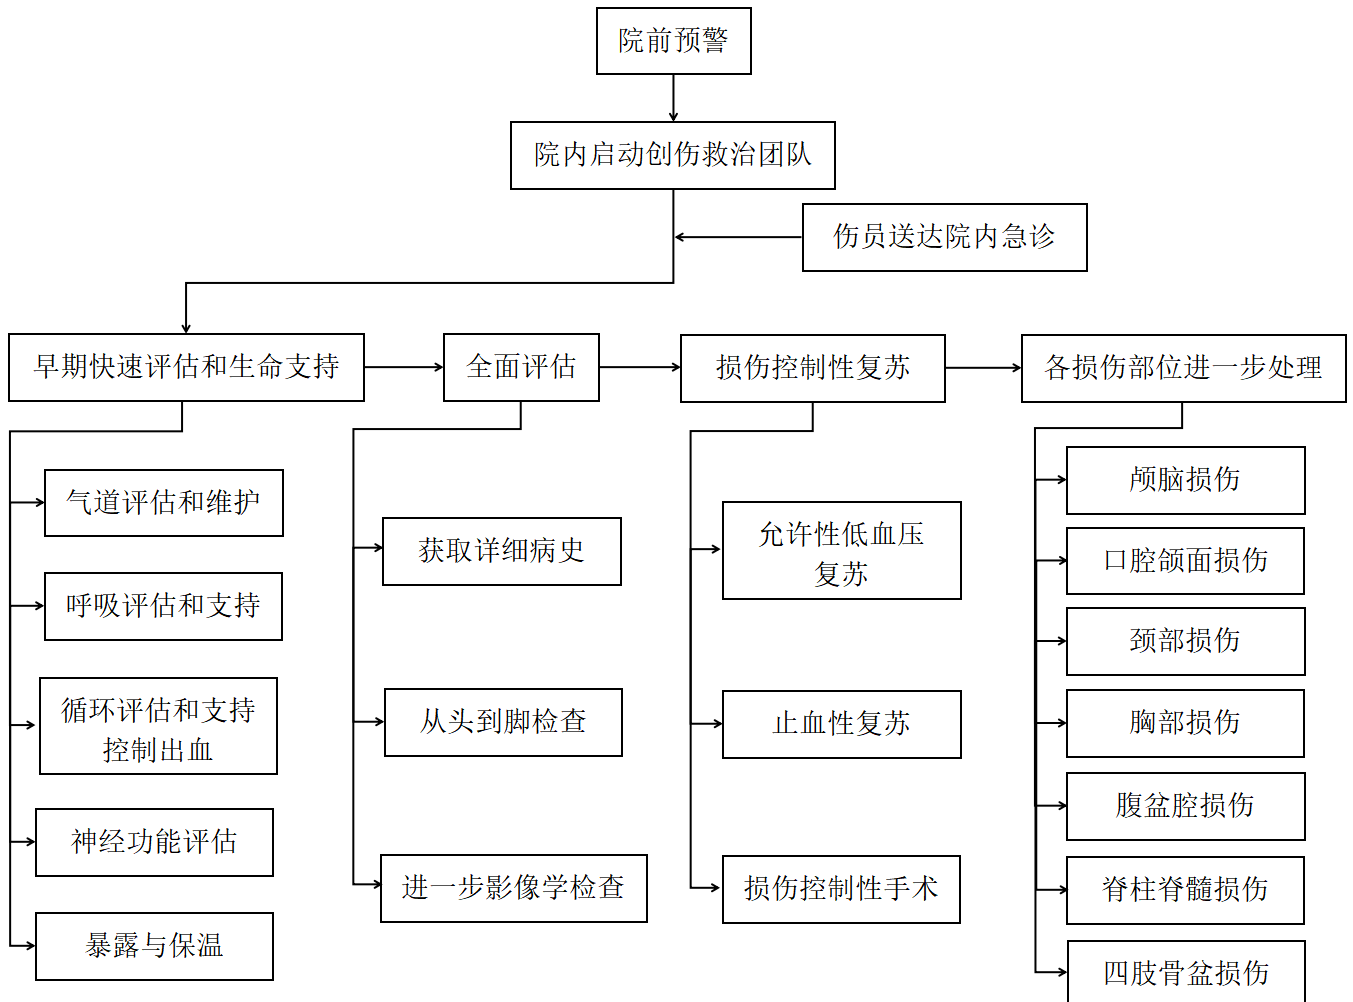 院前预警
院内启动创伤救治团队
伤员送达院内急诊
早期快速评估和生命支持
全面评估
损伤控制性复苏
各损伤部位进一步处理
气道评估和维护
呼吸评估和支持
循环评估和支持
控制出血
神经功能评估
暴露与保温
获取详细病史
从头到脚检查
进一步影像学检查
允许性低血压
复苏
止血性复苏
损伤控制性手术
颅脑损伤
口腔颌面损伤
颈部损伤
胸部损伤
腹盆腔损伤
脊柱脊髓损伤
四肢骨盆损伤